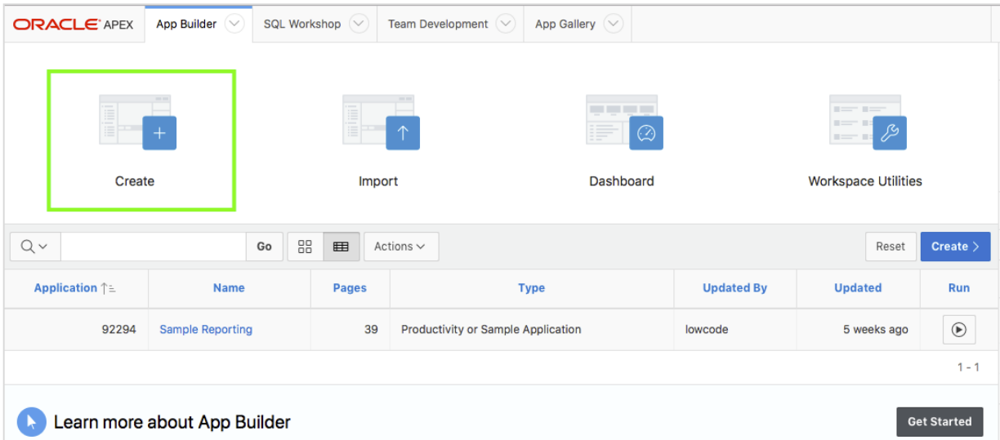 ORACLE APEX App Builder SQL Workshop Team Development App Gallery
Create Import Dashboard Workspace Utilities
Go Actions Reset Create >
Application Name Pages Type Updated By Updated Run
92294 Sample Reporting 39 Productivity or Sample Application lowcode 5 weeks ago
1 - 1
Learn more about App Builder Get Started